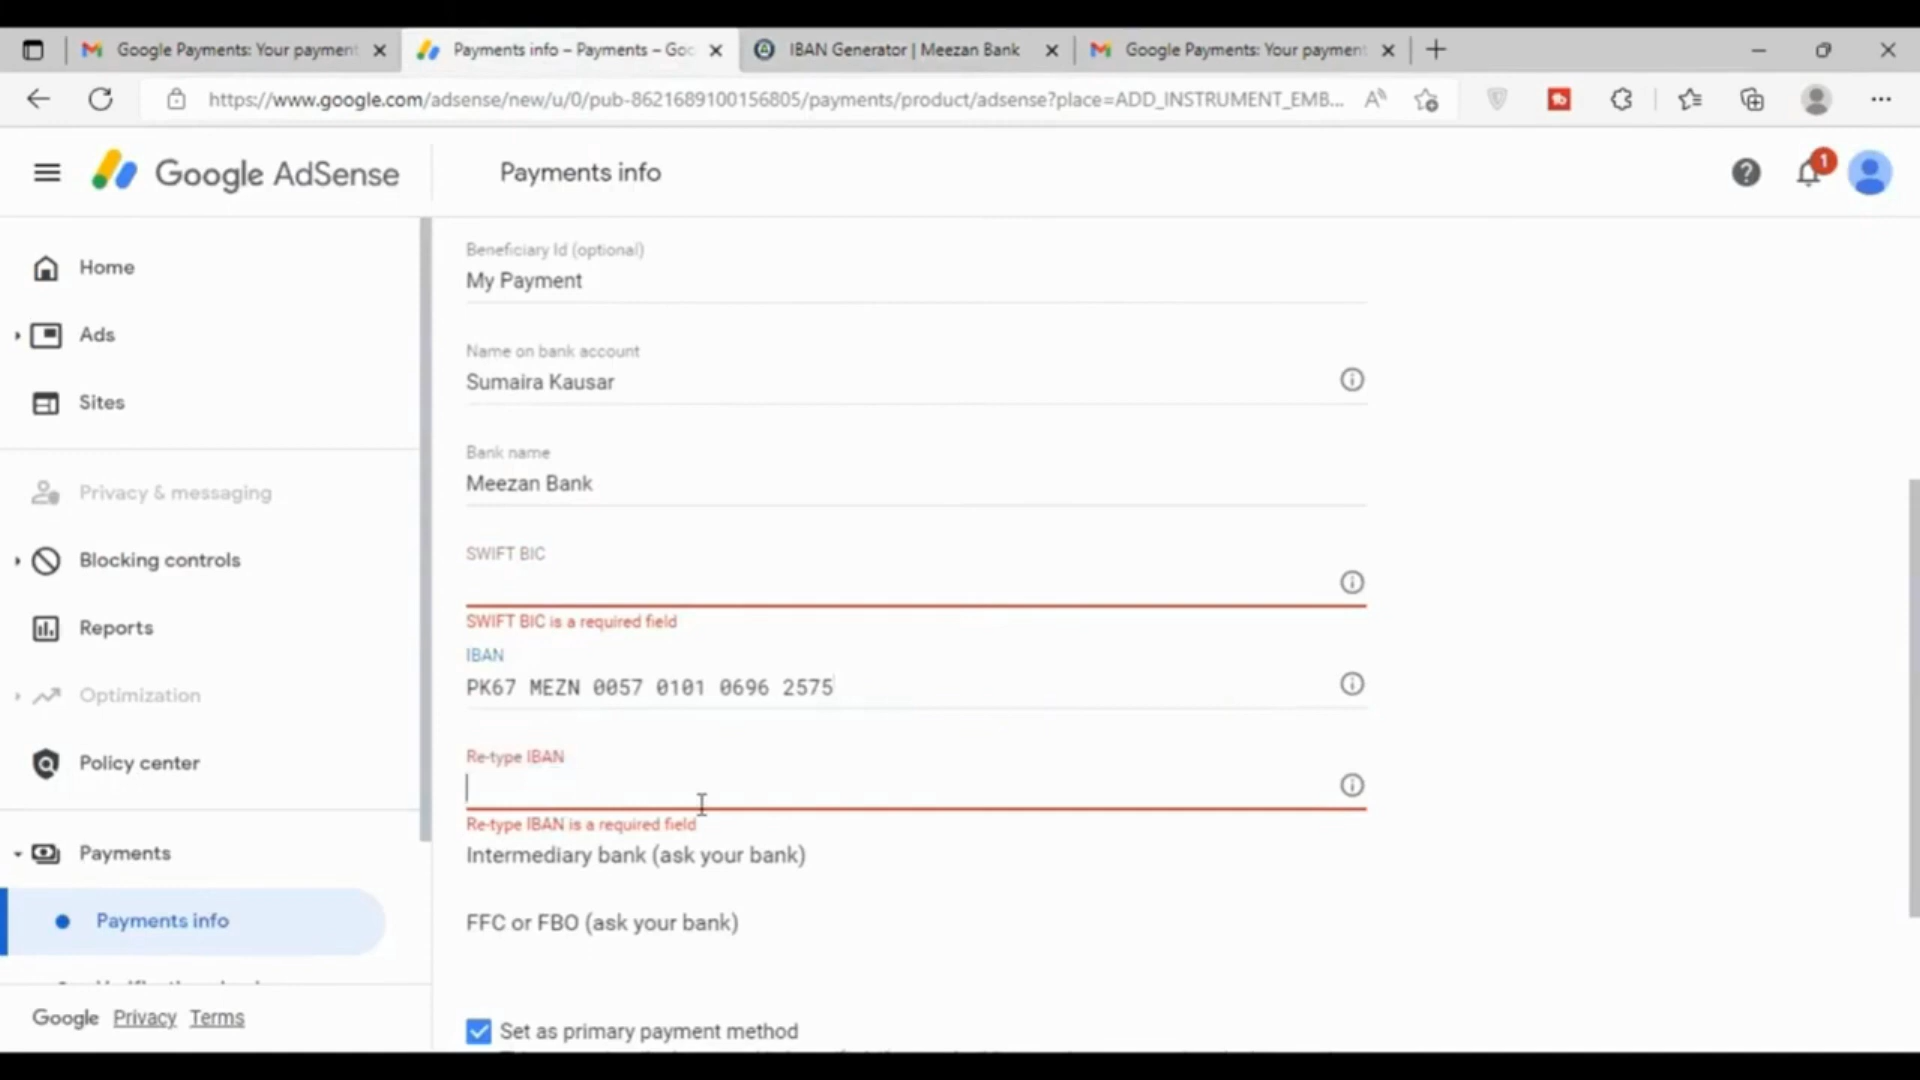 Google Payments: Your payment
Payments info – Payments – Goo
IBAN Generator | Meezan Bank
Google Payments: Your payment
https://www.google.com/adsense/new/u/0/pub-8621689100156805/payments/product/adsense?place=ADD_INSTRUMENT_EMB...
Google AdSense
Payments info
1
Home
Ads
Sites
Privacy & messaging
Blocking controls
Reports
Optimization
Policy center
Payments
Payments info
Google Privacy Terms
Beneficiary Id (optional)
My Payment
Name on bank account
Sumaira Kausar
Bank name
Meezan Bank
SWIFT BIC
SWIFT BIC is a required field
IBAN
PK67 MEZN 0057 0101 0696 2575
Re-type IBAN
Re-type IBAN is a required field
Intermediary bank (ask your bank)
FFC or FBO (ask your bank)
Set as primary payment method